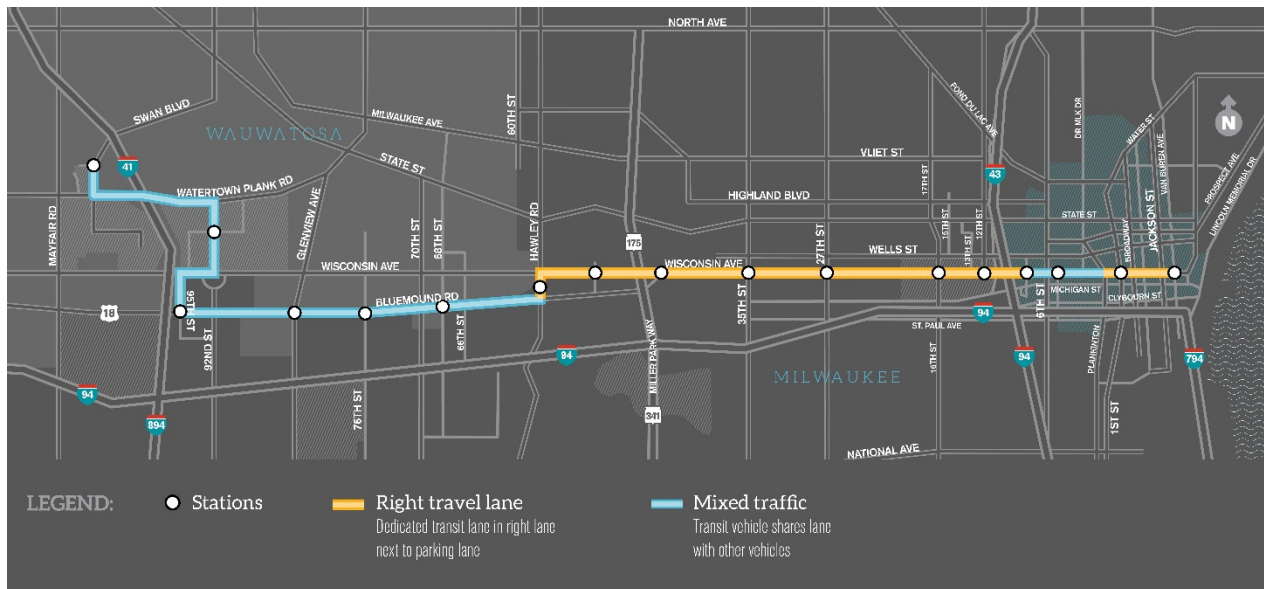 NORTH AVE
SWAN BLVD
MILWAUKEE AVE
60TH ST
FOND DU LAC AVE
DR MLK DR
WATER ST
N
WAUWATOSA
STATE ST
VLIET ST
VAN BUREN AVE
PROSPECT AVE
LINCOLN MEMORIAL DR
41
43
WATERTOWN PLANK RD
HIGHLAND BLVD
17TH ST
MAYFAIR RD
GLENVIEW AVE
70TH ST
68TH ST
HAWLEY RD
175
27TH ST
WELLS ST
16TH ST
13TH ST
12TH ST
STATE ST
BROADWAY
JACKSON ST
WISCONSIN AVE
WISCONSIN AVE
BLUEMOUND RD
MICHIGAN ST
CLYBOURN ST
18
95TH ST
92ND ST
66TH ST
35TH ST
6TH ST
94
ST. PAUL AVE
94
94
794
76TH ST
MILLER PARK WAY
16TH ST
PLANKINTON
MILWAUKEE
94
894
341
1ST ST
NATIONAL AVE
LEGEND:
Stations
Right travel lane
Dedicated transit lane in right lane
next to parking lane
Mixed traffic
Transit vehicle shares lane
with other vehicles